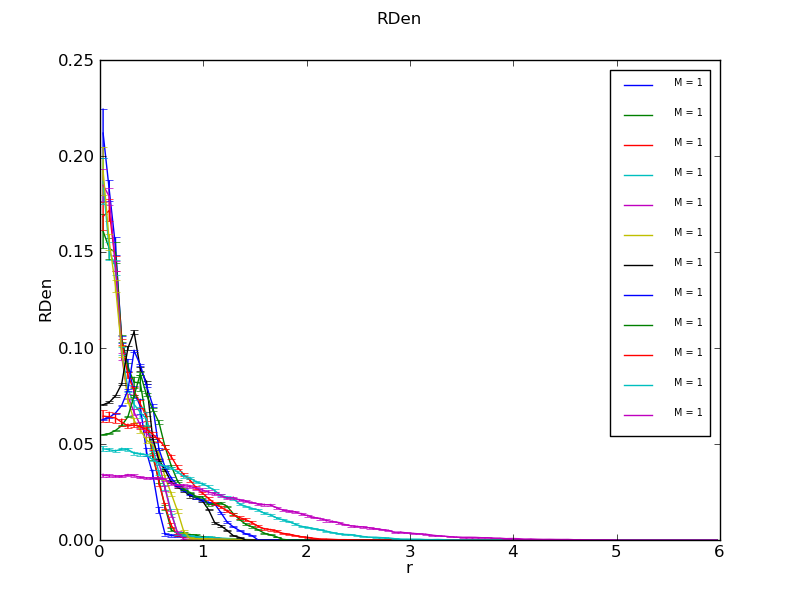 RDen
0.25
0.20
0.15
0.10
0.05
0.00
RDen
0 1 2 3 4 5 6
r
M = 1
M = 1
M = 1
M = 1
M = 1
M = 1
M = 1
M = 1
M = 1
M = 1
M = 1
M = 1